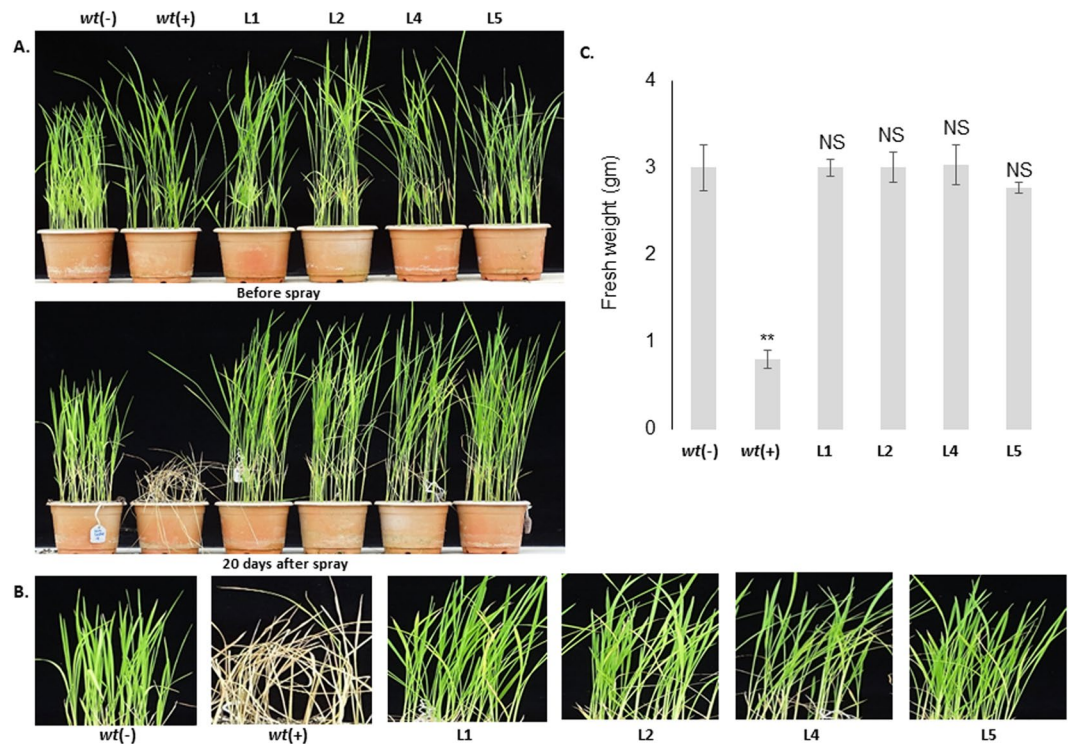 wt(-) wt(+) L1 L2 L4 L5
A.
Before spray
20 days after spray
B.
wt(-) wt(+) L1 L2 L4 L5
C.
Fresh weight (gm)
4
3
2
1
0
** NS NS NS NS
wt(-) wt(+) L1 L2 L4 L5